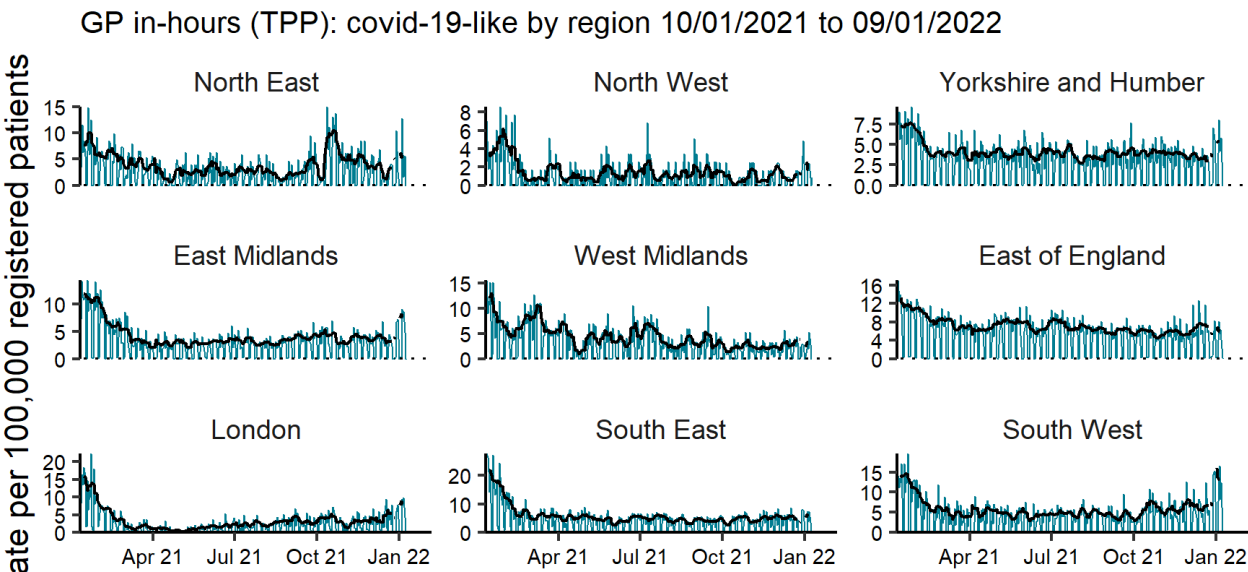 GP in-hours (TPP): covid-19-like by region 10/01/2021 to 09/01/2022
ate per 100,000 registered patients
North East
North West
Yorkshire and Humber
15
10
5
0
8
6
4
2
0
7.5
5.0
2.5
0.0
East Midlands
West Midlands
East of England
10
5
0
15
10
5
0
16
12
8
4
0
London
South East
South West
20
15
10
5
0
20
10
0
15
10
5
0
Apr 21 Jul 21 Oct 21 Jan 22
Apr 21 Jul 21 Oct 21 Jan 22
Apr 21 Jul 21 Oct 21 Jan 22